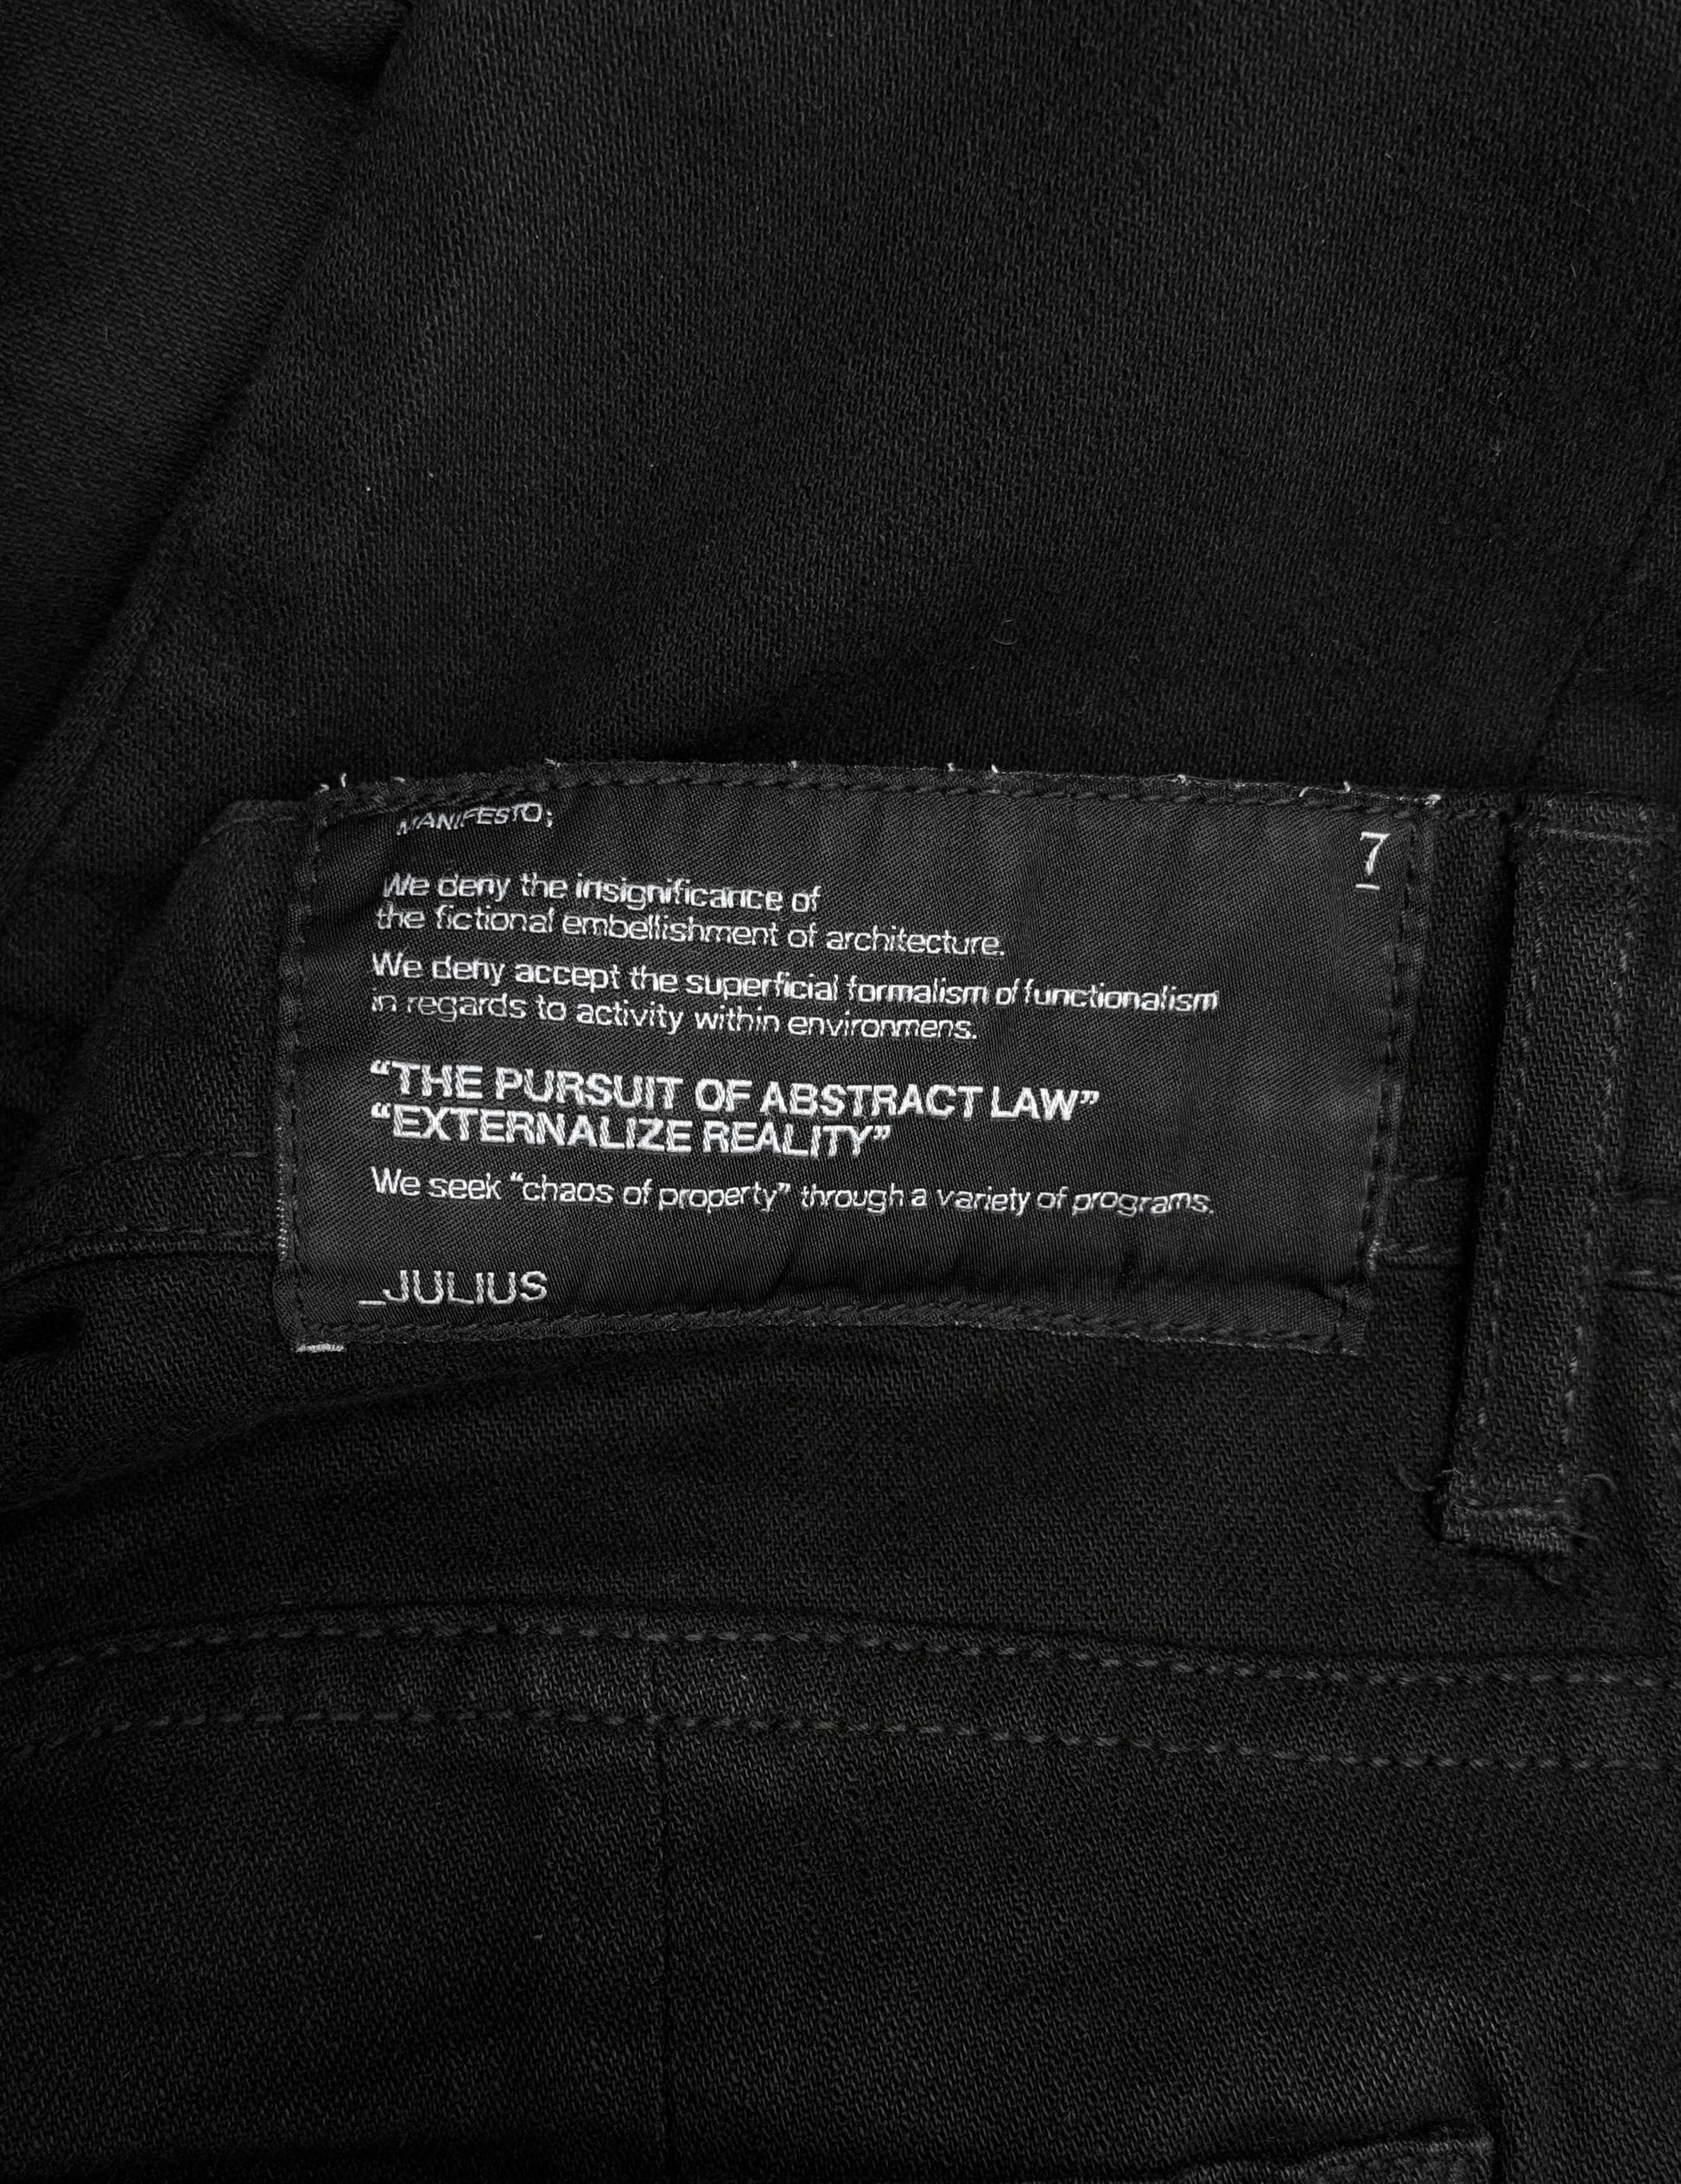 MANIFESTO;
7
We deny the insignificance of
the fictional embellishment of architecture.
We deny accept the superficial formalism of functionalism
in regards to activity within environmens.
“THE PURSUIT OF ABSTRACT LAW”
“EXTERNALIZE REALITY”
We seek “chaos of property” through a variety of programs.
_JULIUS